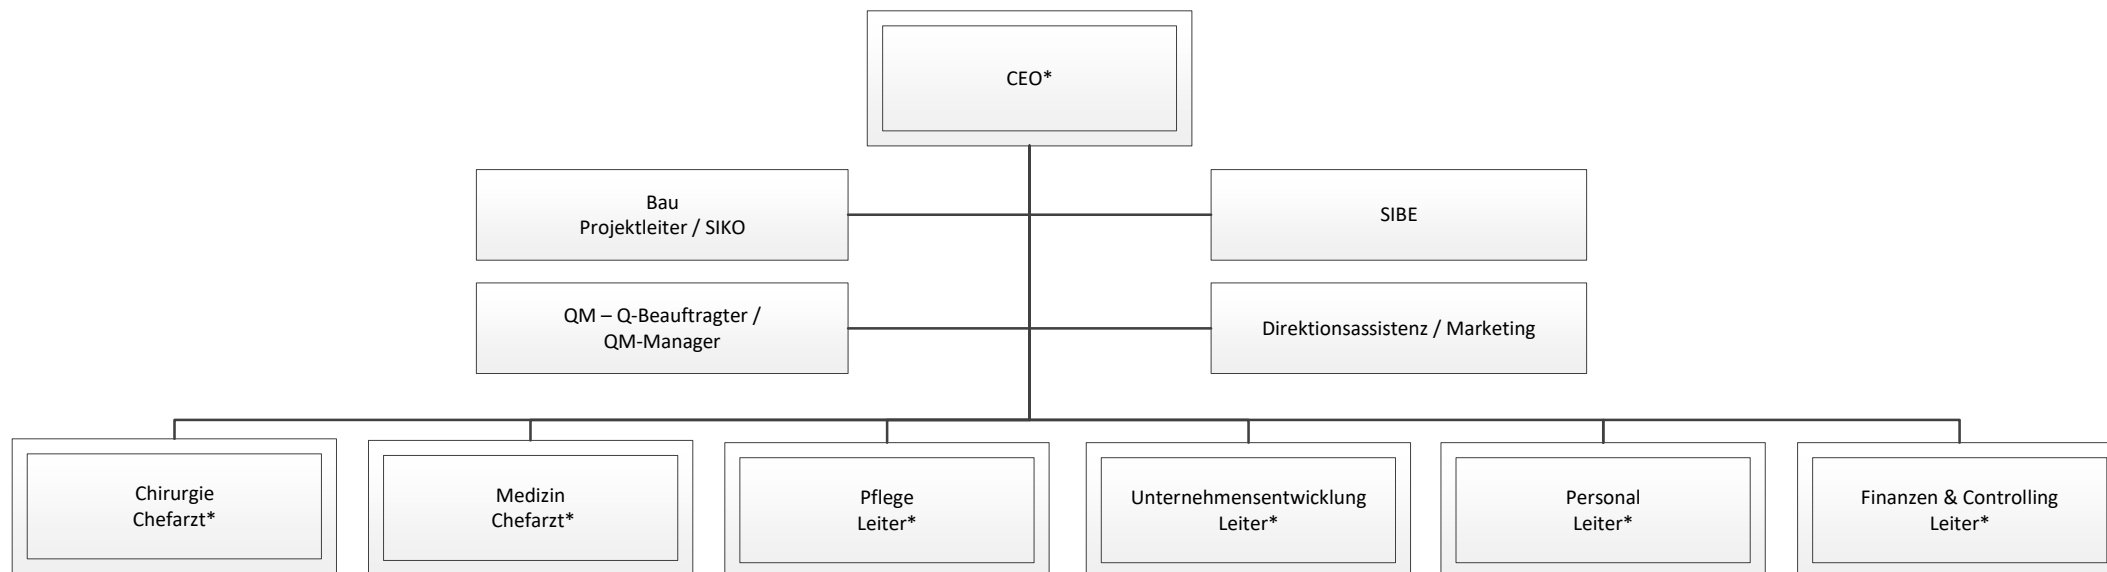 CEO*
Bau
Projektleiter / SIKO
SIBE
QM – Q-Beauftragter /
QM-Manager
Direktionsassistenz / Marketing
Chirurgie
Chefarzt*
Medizin
Chefarzt*
Pflege
Leiter*
Unternehmensentwicklung
Leiter*
Personal
Leiter*
Finanzen & Controlling
Leiter*